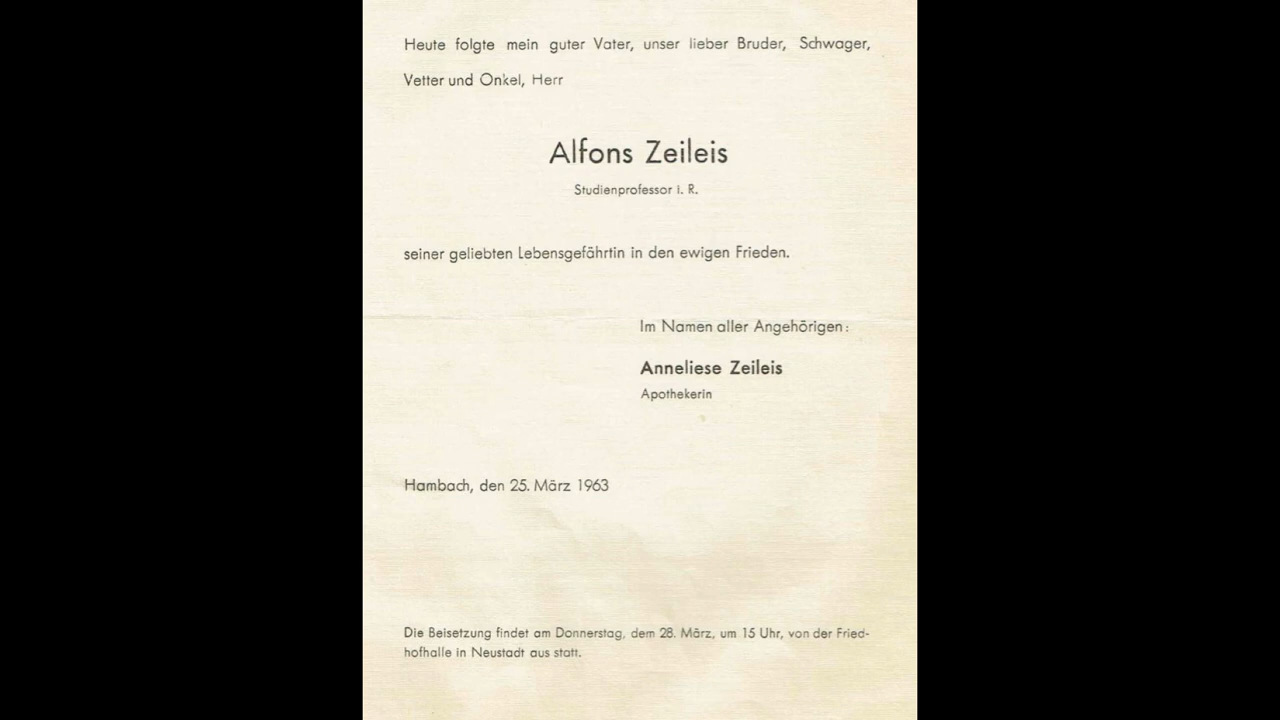 Heute folgte mein guter Vater, unser lieber Bruder, Schwager,
Vetter und Onkel, Herr
Alfons Zeileis
Studienprofessor i. R.
seiner geliebten Lebensgefährtin in den ewigen Frieden.
Im Namen aller Angehörigen:
Anneliese Zeileis
Apothekerin
Hambach, den 25. März 1963
Die Beisetzung findet am Donnerstag, dem 28. März, um 15 Uhr, von der Fried-
hofhalle in Neustadt aus statt.